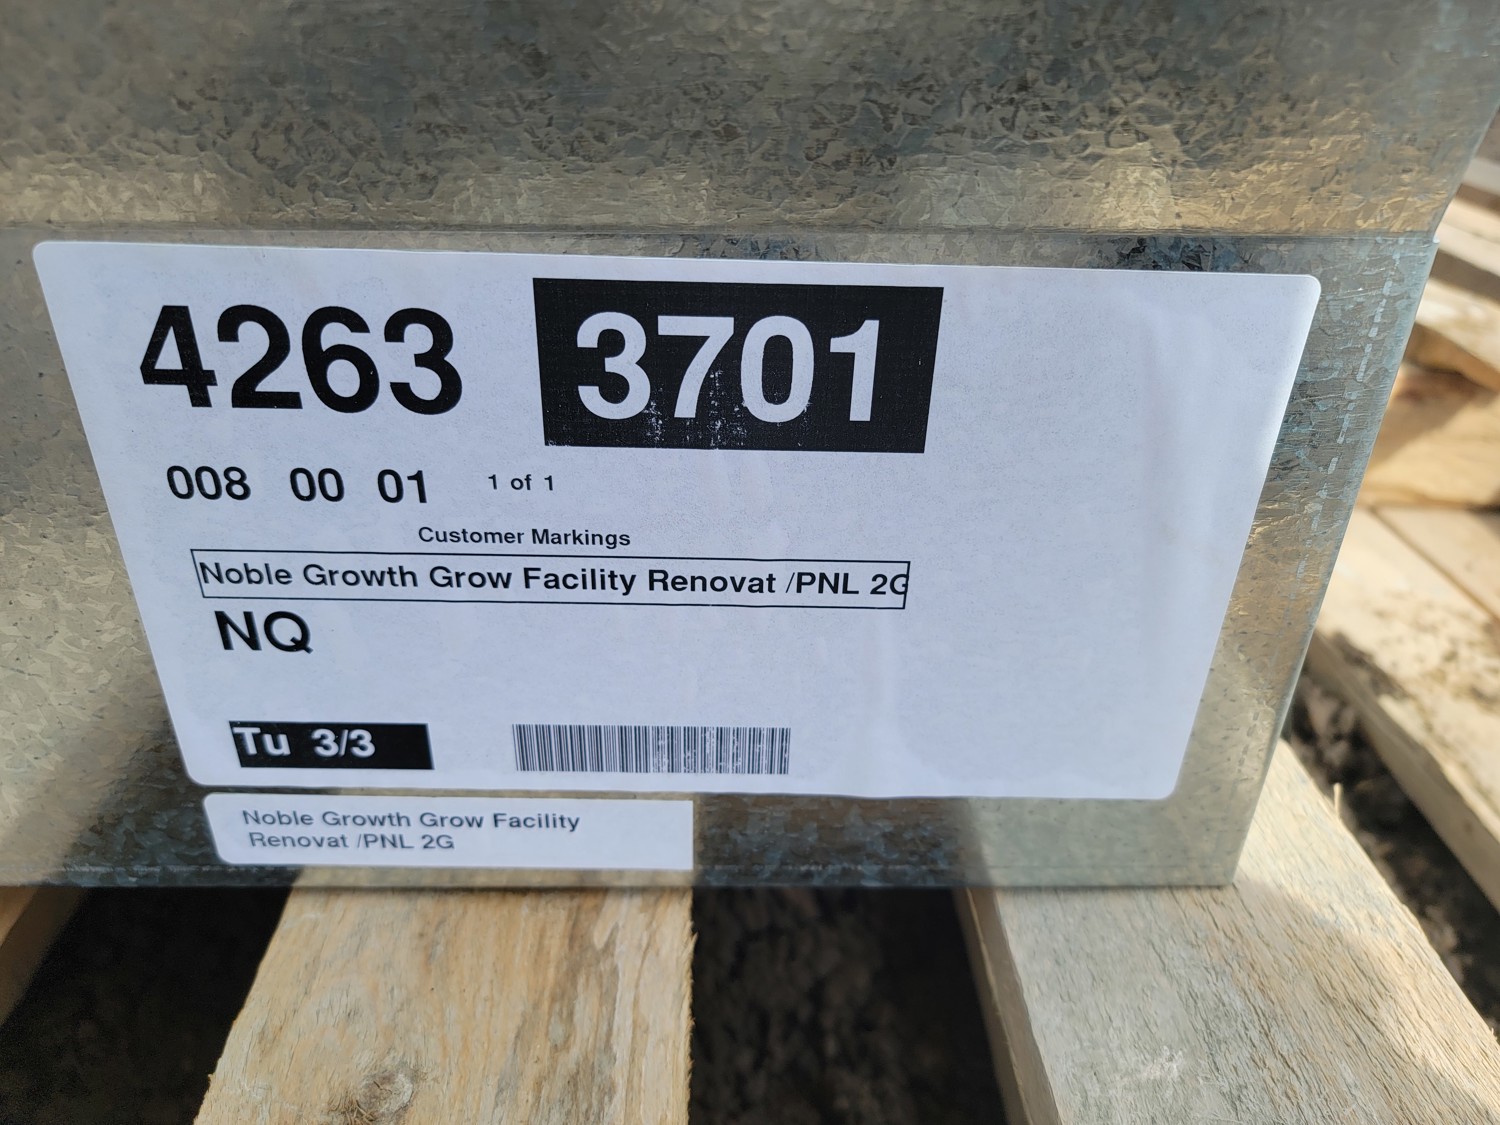 4263 3701
008 00 01 1 of 1
Customer Markings
Noble Growth Grow Facility Renovat /PNL 2G
NQ
Tu 3/3
Noble Growth Grow Facility
Renovat /PNL 2G